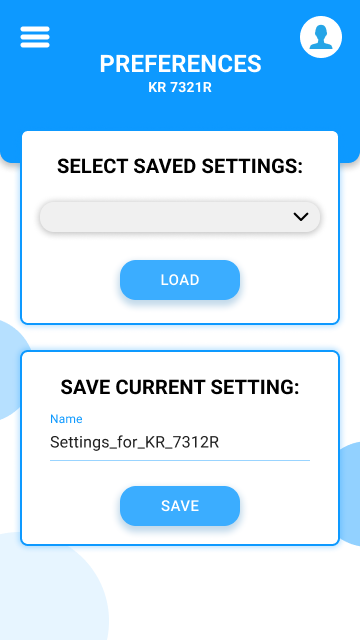 PREFERENCES
KR 7321R
SELECT SAVED SETTINGS:
LOAD
SAVE CURRENT SETTING:
Name
Settings_for_KR_7312R
SAVE